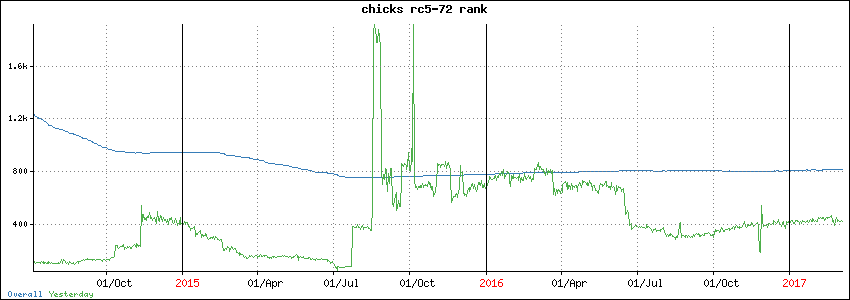 chicks rc5-72 rank
1.6k
1.2k
800
400
01/Oct 2015 01/Apr 01/Jul 01/Oct 2016 01/Apr 01/Jul 01/Oct 2017
Overall Yesterday